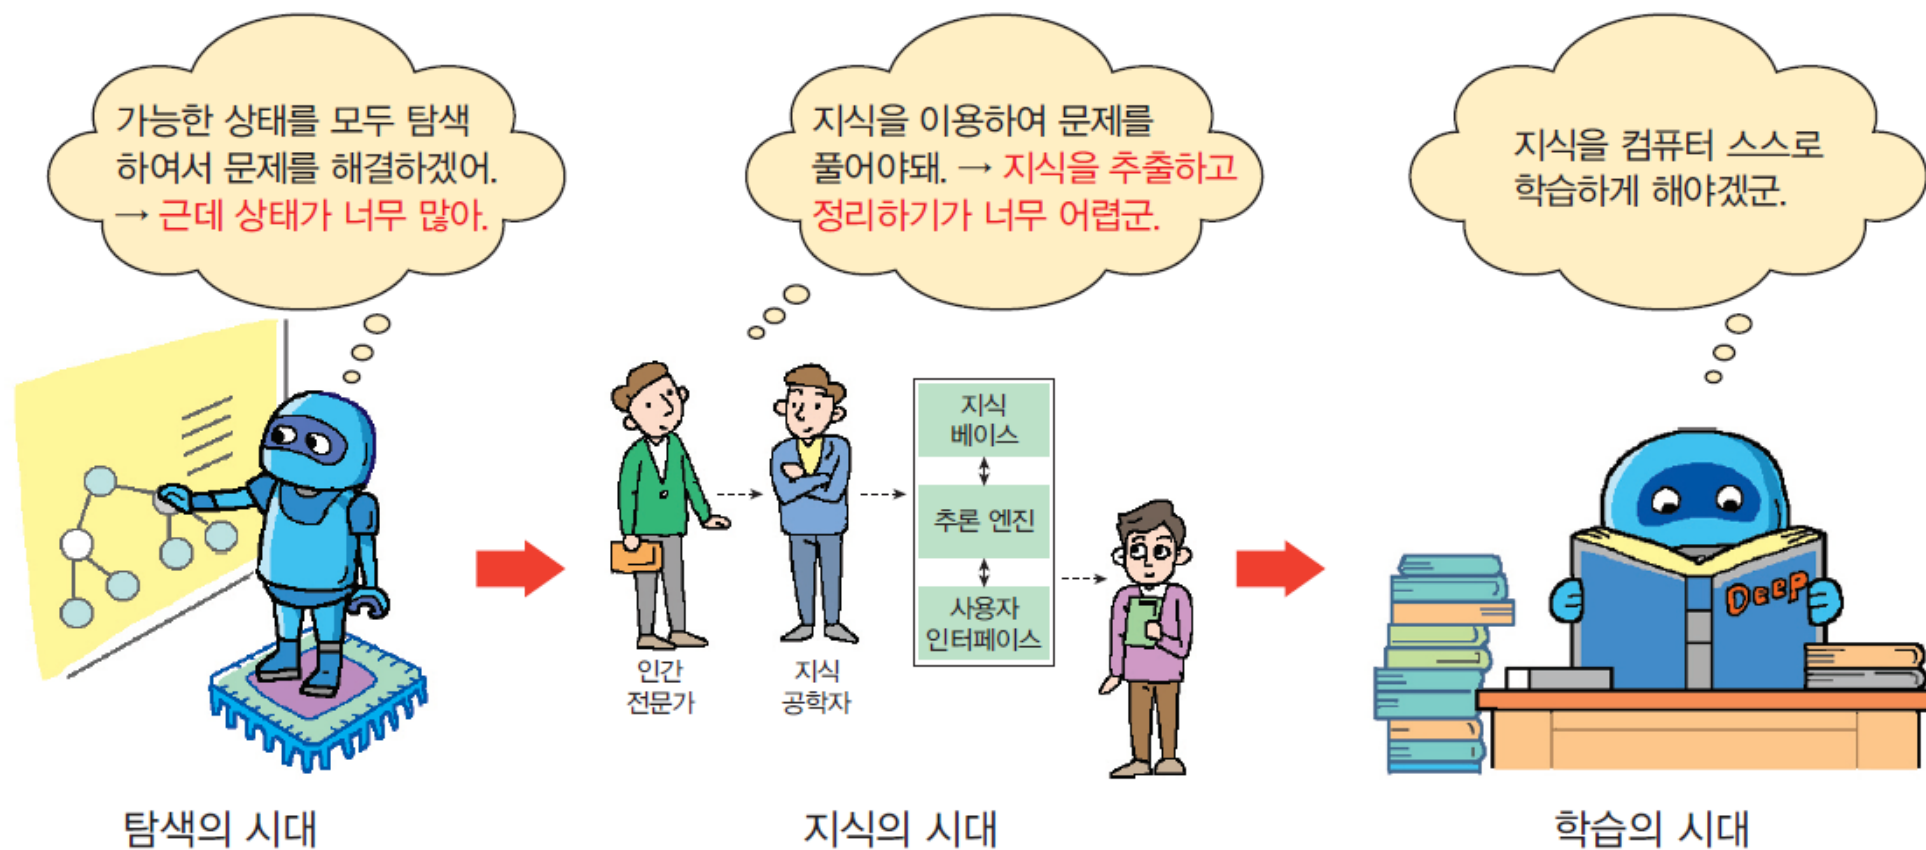 가능한 상태를 모두 탐색
하여서 문제를 해결하겠어.
→ 근데 상태가 너무 많아.
지식을 이용하여 문제를
풀어야돼. → 지식을 추출하고
정리하기가 너무 어렵군.
지식을 컴퓨터 스스로
학습하게 해야겠군.
지식
베이스
추론 엔진
사용자
인터페이스
인간
전문가
지식
공학자
DeeP
탐색의 시대
지식의 시대
학습의 시대